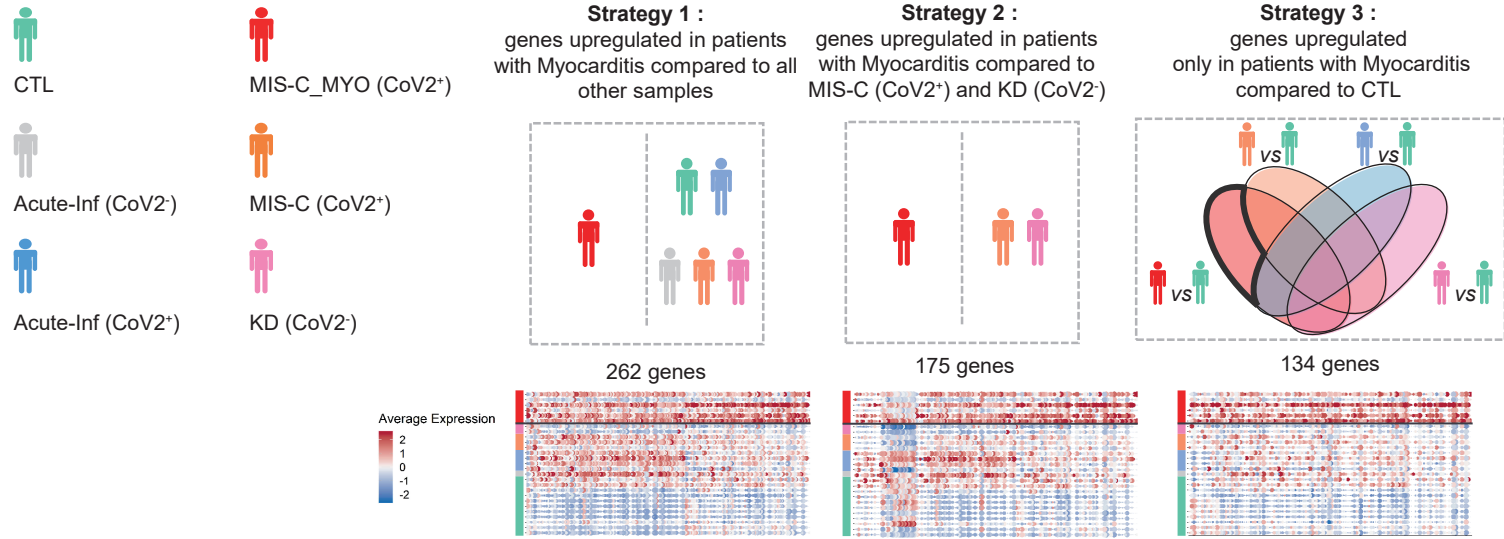 CTL
MIS-C_MYO (CoV2⁺)
Acute-Inf (CoV2⁻)
MIS-C (CoV2⁺)
Acute-Inf (CoV2⁺)
KD (CoV2⁻)
Strategy 1 :
genes upregulated in patients
with Myocarditis compared to all
other samples
262 genes
Strategy 2 :
genes upregulated in patients
with Myocarditis compared to
MIS-C (CoV2⁺) and KD (CoV2⁻)
175 genes
Strategy 3 :
genes upregulated
only in patients with Myocarditis
compared to CTL
vs
vs
vs
vs
134 genes
Average Expression
2
1
0
-1
-2